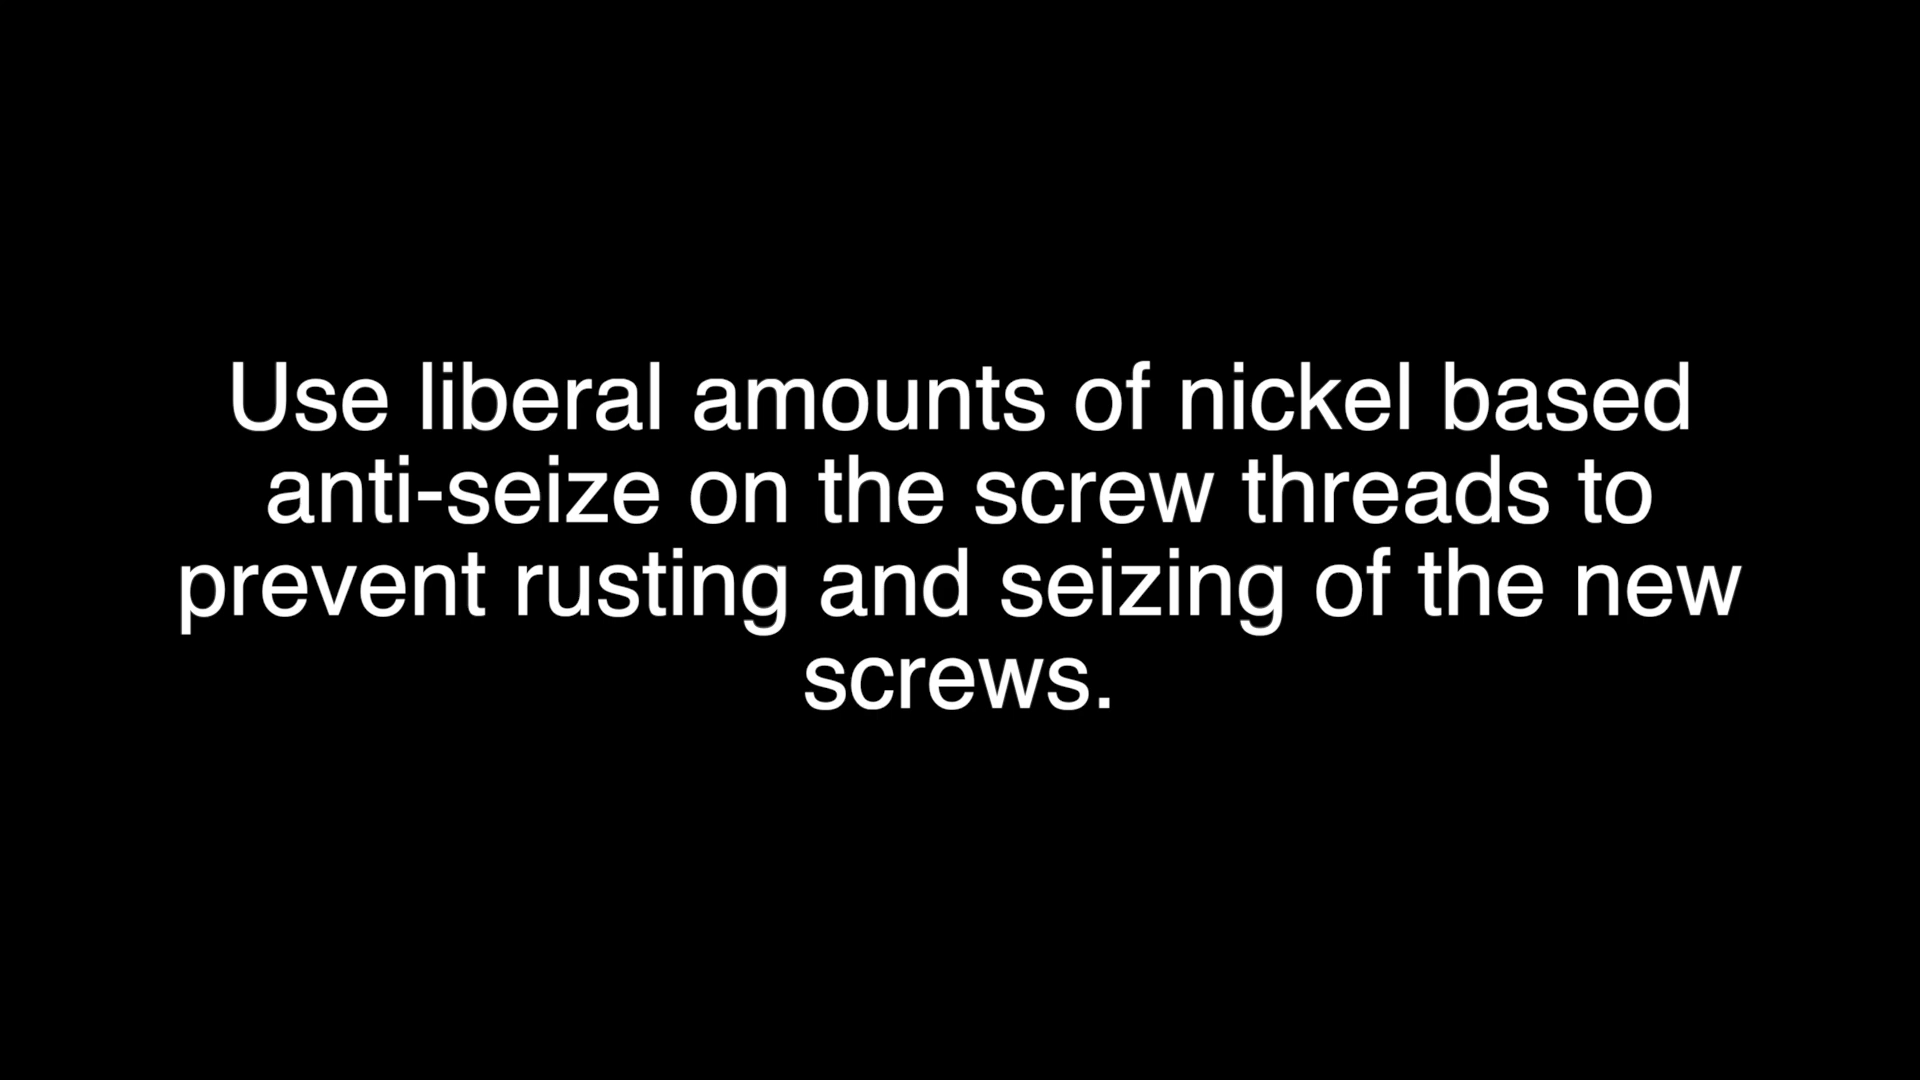 Use liberal amounts of nickel based
anti-seize on the screw threads to
prevent rusting and seizing of the new
screws.